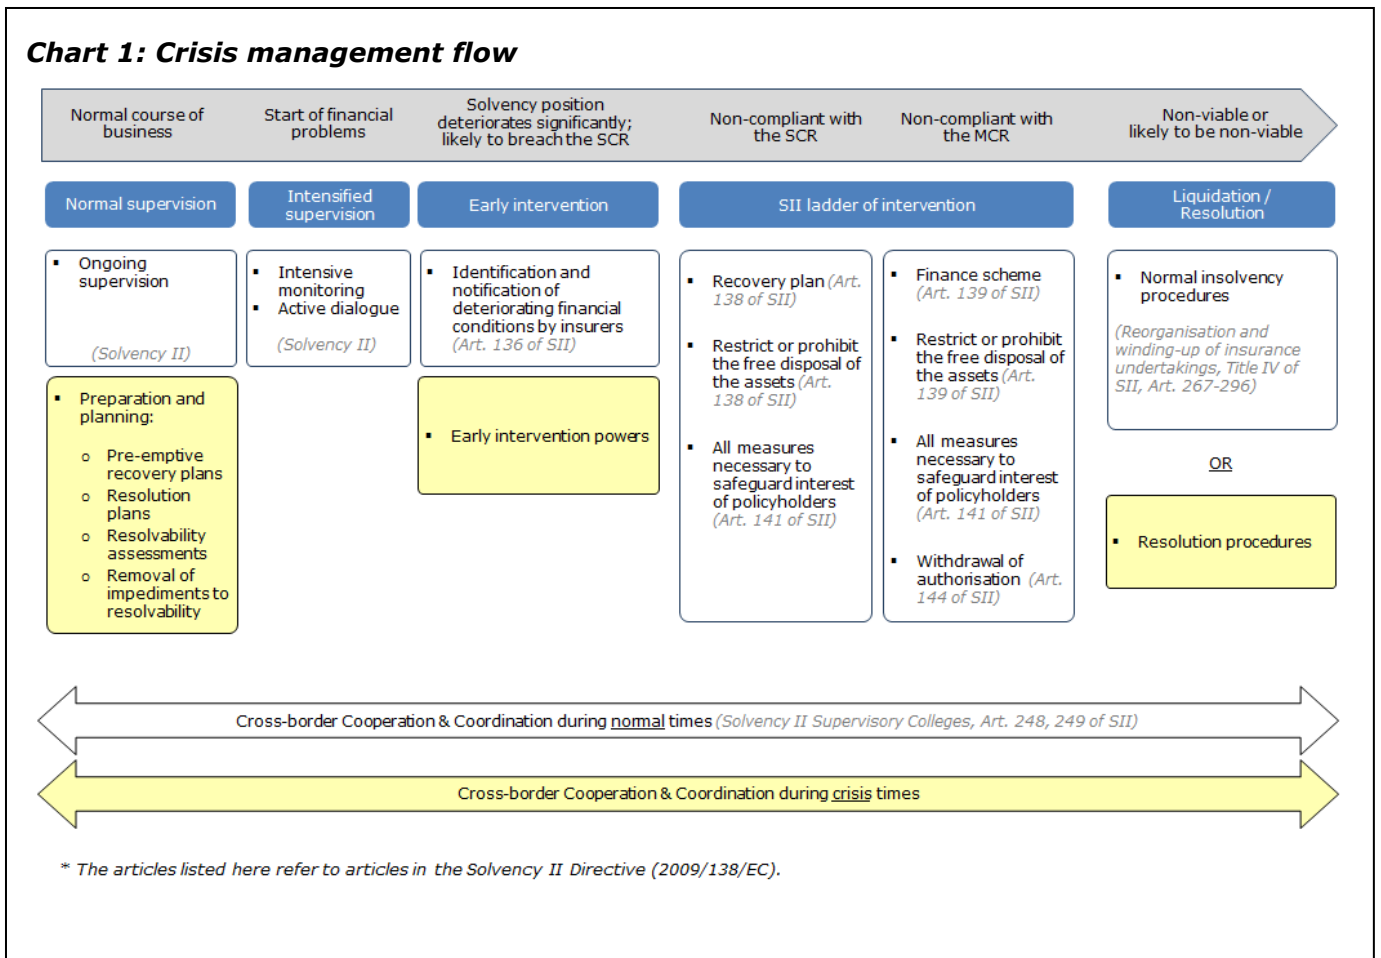 Chart 1: Crisis management flow
Normal course of
business
Start of financial
problems
Solvency position
deteriorates significantly;
likely to breach the SCR
Non-compliant with
the SCR
Non-compliant with
the MCR
Non-viable or
likely to be non-viable
Normal supervision
Intensified
supervision
Early intervention
SII ladder of intervention
Liquidation /
Resolution
▪ Ongoing
supervision
(Solvency II)
▪ Preparation and
planning:
o Pre-emptive
recovery plans
o Resolution
plans
o Resolvability
assessments
o Removal of
impediments to
resolvability
▪ Intensive
monitoring
▪ Active dialogue
(Solvency II)
▪ Identification and
notification of
deteriorating financial
conditions by insurers
(Art. 136 of SII)
▪ Early intervention powers
▪ Recovery plan (Art.
138 of SII)
▪ Restrict or prohibit
the free disposal of
the assets (Art.
138 of SII)
▪ All measures
necessary to
safeguard interest
of policyholders
(Art. 141 of SII)
▪ Finance scheme
(Art. 139 of SII)
▪ Restrict or prohibit
the free disposal of
the assets (Art.
139 of SII)
▪ All measures
necessary to
safeguard interest
of policyholders
(Art. 141 of SII)
▪ Withdrawal of
authorisation (Art.
144 of SII)
▪ Normal insolvency
procedures
(Reorganisation and
winding-up of insurance
undertakings, Title IV of
SII, Art. 267-296)
OR
▪ Resolution procedures
Cross-border Cooperation & Coordination during normal times (Solvency II Supervisory Colleges, Art. 248, 249 of SII)
Cross-border Cooperation & Coordination during crisis times
* The articles listed here refer to articles in the Solvency II Directive (2009/138/EC).